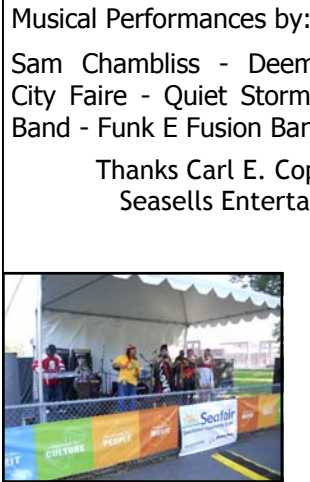 Musical Performances by:
Sam Chambliss - Deem
City Faire - Quiet Storm
Band - Funk E Fusion Ban
Thanks Carl E. Cop
Seasells Enterta
CULTURE
PEOPLE
MUSIC
Seafair